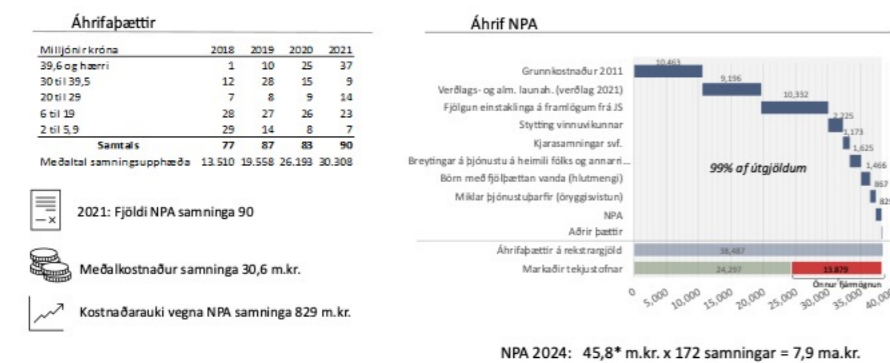 Áhrifaþættir
Milljónir króna 2018 2019 2020 2021
39,6 og hærri 1 10 25 37
30 til 39,5 12 28 15 9
20 til 29 7 8 9 14
6 til 19 28 27 26 23
2 til 5,9 29 14 8 7
Samtals 77 87 83 90
Meðaltal samningsupphæða 13.510 19.558 26.193 30.308
2021: Fjöldi NPA samninga 90
Meðalkostnaður samninga 30,6 m.kr.
Kostnaðarauki vegna NPA samninga 829 m.kr.
Áhrif NPA
Grunnkostnaður 2011 10,463
Verðlags- og alm. launah. (verðlag 2021) 9,196
Fjölgun einstaklinga á framlögum frá JS 10,332
Stytting vinnuvikunnar 2,225
Kjarasamningar svf. 1,173
Breytingar á þjónustu á heimili fólks og annarri... 1,625
Börn með fjölþættan vanda (hlutmengi) 1,466
Miklar þjónustuþarfir (öryggisvistun) 867
NPA 829
Aðrir þættir
99% af útgjöldum
Áhrifaþættir á rekstrargjöld 38,487
Markaðir tekjustofnar 24,297 13.879
Önnur fjármögnun
0 5,000 10,000 15,000 20,000 25,000 30,000 35,000 40,000
NPA 2024: 45,8* m.kr. x 172 samningar = 7,9 ma.kr.